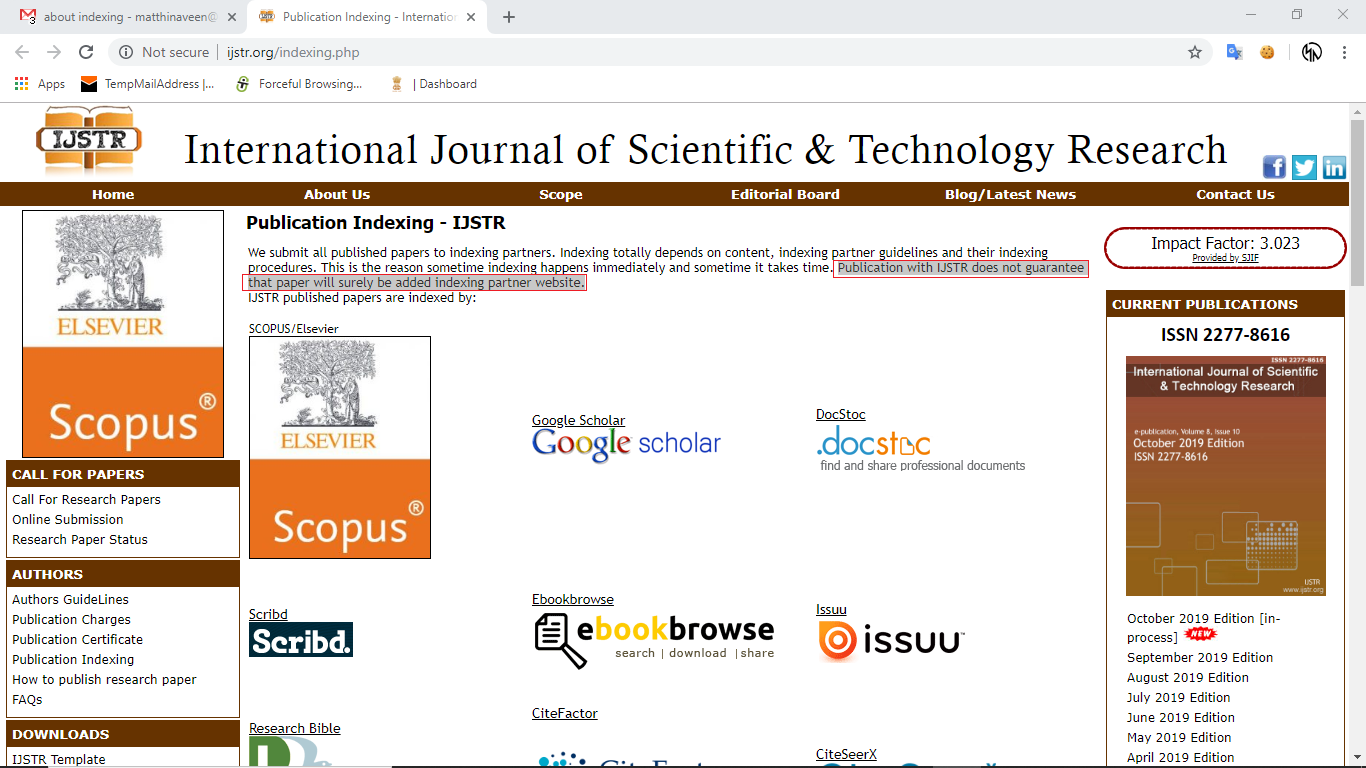 about indexing - matthinaveen@
Publication Indexing - Internation
Not secure | ijstr.org/indexing.php
Apps
TempMailAddress |...
Forceful Browsing...
| Dashboard
IJSTR
International Journal of Scientific & Technology Research
Home
About Us
Scope
Editorial Board
Blog/Latest News
Contact Us
ELSEVIER
Scopus®
CALL FOR PAPERS
Call For Research Papers
Online Submission
Research Paper Status
AUTHORS
Authors GuideLines
Publication Charges
Publication Certificate
Publication Indexing
How to publish research paper
FAQs
DOWNLOADS
IJSTR Template
Publication Indexing - IJSTR
We submit all published papers to indexing partners. Indexing totally depends on content, indexing partner guidelines and their indexing
procedures. This is the reason sometime indexing happens immediately and sometime it takes time. Publication with IJSTR does not guarantee
that paper will surely be added indexing partner website.
IJSTR published papers are indexed by:
SCOPUS/Elsevier
ELSEVIER
Scopus®
Google Scholar
Google scholar
DocStoc
.docstoc
find and share professional documents
Scribd
Scribd.
Ebookbrowse
ebookbrowse
search | download | share
Issuu
issuu™
Research Bible
CiteFactor
CiteSeerX
Impact Factor: 3.023
Provided by SJIF
CURRENT PUBLICATIONS
ISSN 2277-8616
ISSN 2277-8616
International Journal of Scientific
& Technology Research
e-publication, Volume 8, Issue 10
October 2019 Edition
ISSN 2277-8616
IJSTR
www.ijstr.org
October 2019 Edition [in-
process] NEW
September 2019 Edition
August 2019 Edition
July 2019 Edition
June 2019 Edition
May 2019 Edition
April 2019 Edition